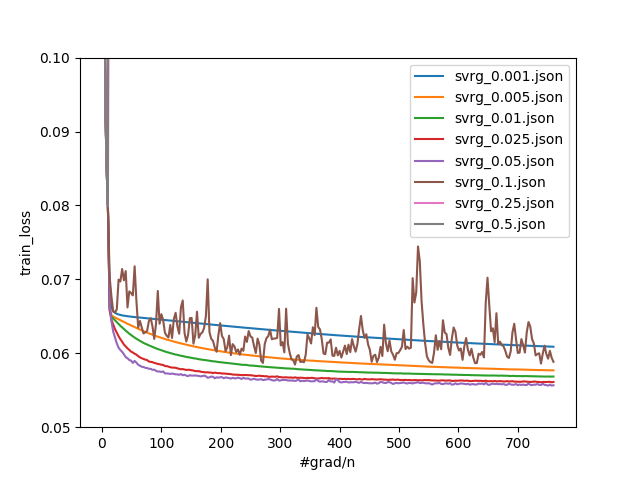 0.10
0.09
0.08
0.07
0.06
0.05
train_loss
0
100
200
300
400
500
600
700
#grad/n
svrg_0.001.json
svrg_0.005.json
svrg_0.01.json
svrg_0.025.json
svrg_0.05.json
svrg_0.1.json
svrg_0.25.json
svrg_0.5.json